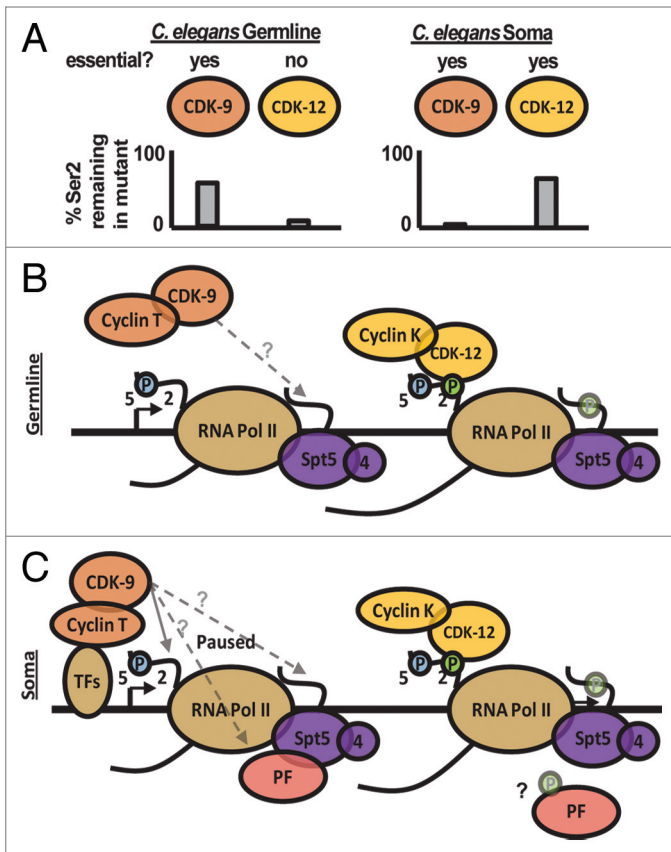 A
C. elegans Germline
C. elegans Soma
essential? yes no yes yes
CDK-9 CDK-12 CDK-9 CDK-12
% Ser2
remaining
in mutant
100
0
100
0
B
Germline
CDK-9
Cyclin T
?
Cyclin K
CDK-12
P
5 2
P P
5 2
P
RNA Pol II
Spt5 4
RNA Pol II
Spt5 4
C
Soma
CDK-9
Cyclin T
TFs
?
?
Paused
Cyclin K
CDK-12
P
5 2
P P
5 2
P
RNA Pol II
Spt5 4
PF
RNA Pol II
Spt5 4
? P
PF